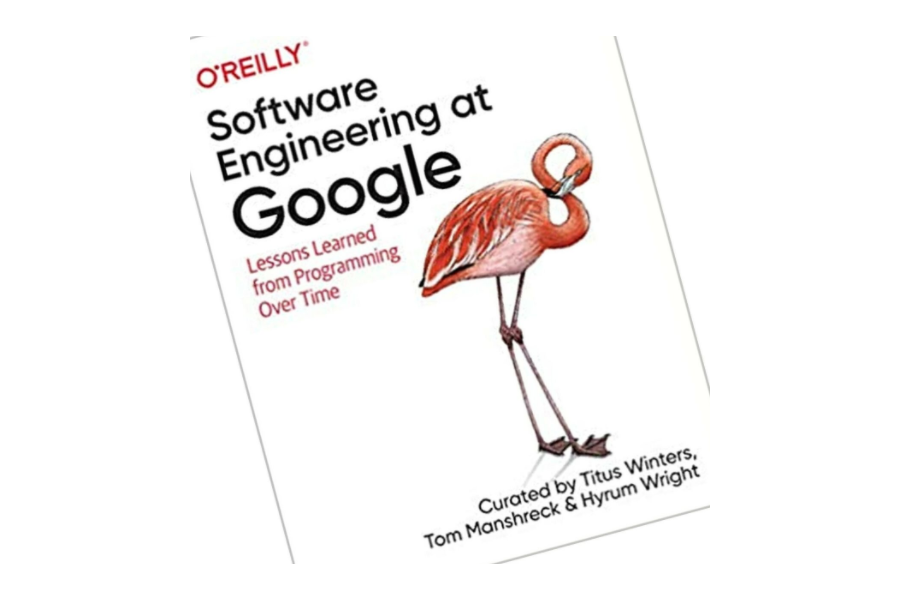 O'REILLY®
Software
Engineering at
Google
Lessons Learned
from Programming
Over Time
Curated by Titus Winters,
Tom Manshreck & Hyrum Wright